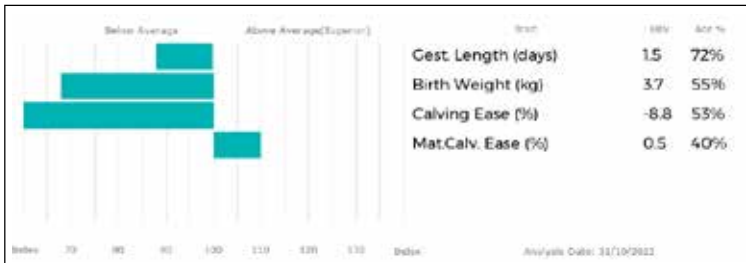 Below Average Above Average(Superior) Trait EBV Acc %
Gest. Length (days) 1.5 72%
Birth Weight (kg) 3.7 55%
Calving Ease (%) -8.8 53%
Mat.Calv. Ease (%) 0.5 40%
Index 70 80 90 100 110 120 130 Index Analysis Date: 31/10/2022